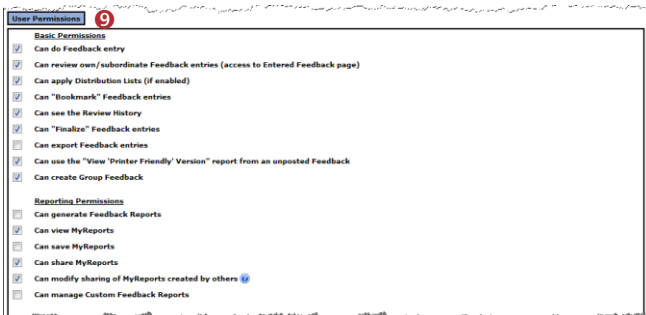 User Permissions 9
Basic Permissions
Can do Feedback entry
Can review own/subordinate Feedback entries (access to Entered Feedback page)
Can apply Distribution Lists (if enabled)
Can "Bookmark" Feedback entries
Can see the Review History
Can "Finalize" Feedback entries
Can export Feedback entries
Can use the "View 'Printer Friendly' Version" report from an unposted Feedback
Can create Group Feedback
Reporting Permissions
Can generate Feedback Reports
Can view MyReports
Can save MyReports
Can share MyReports
Can modify sharing of MyReports created by others
Can manage Custom Feedback Reports